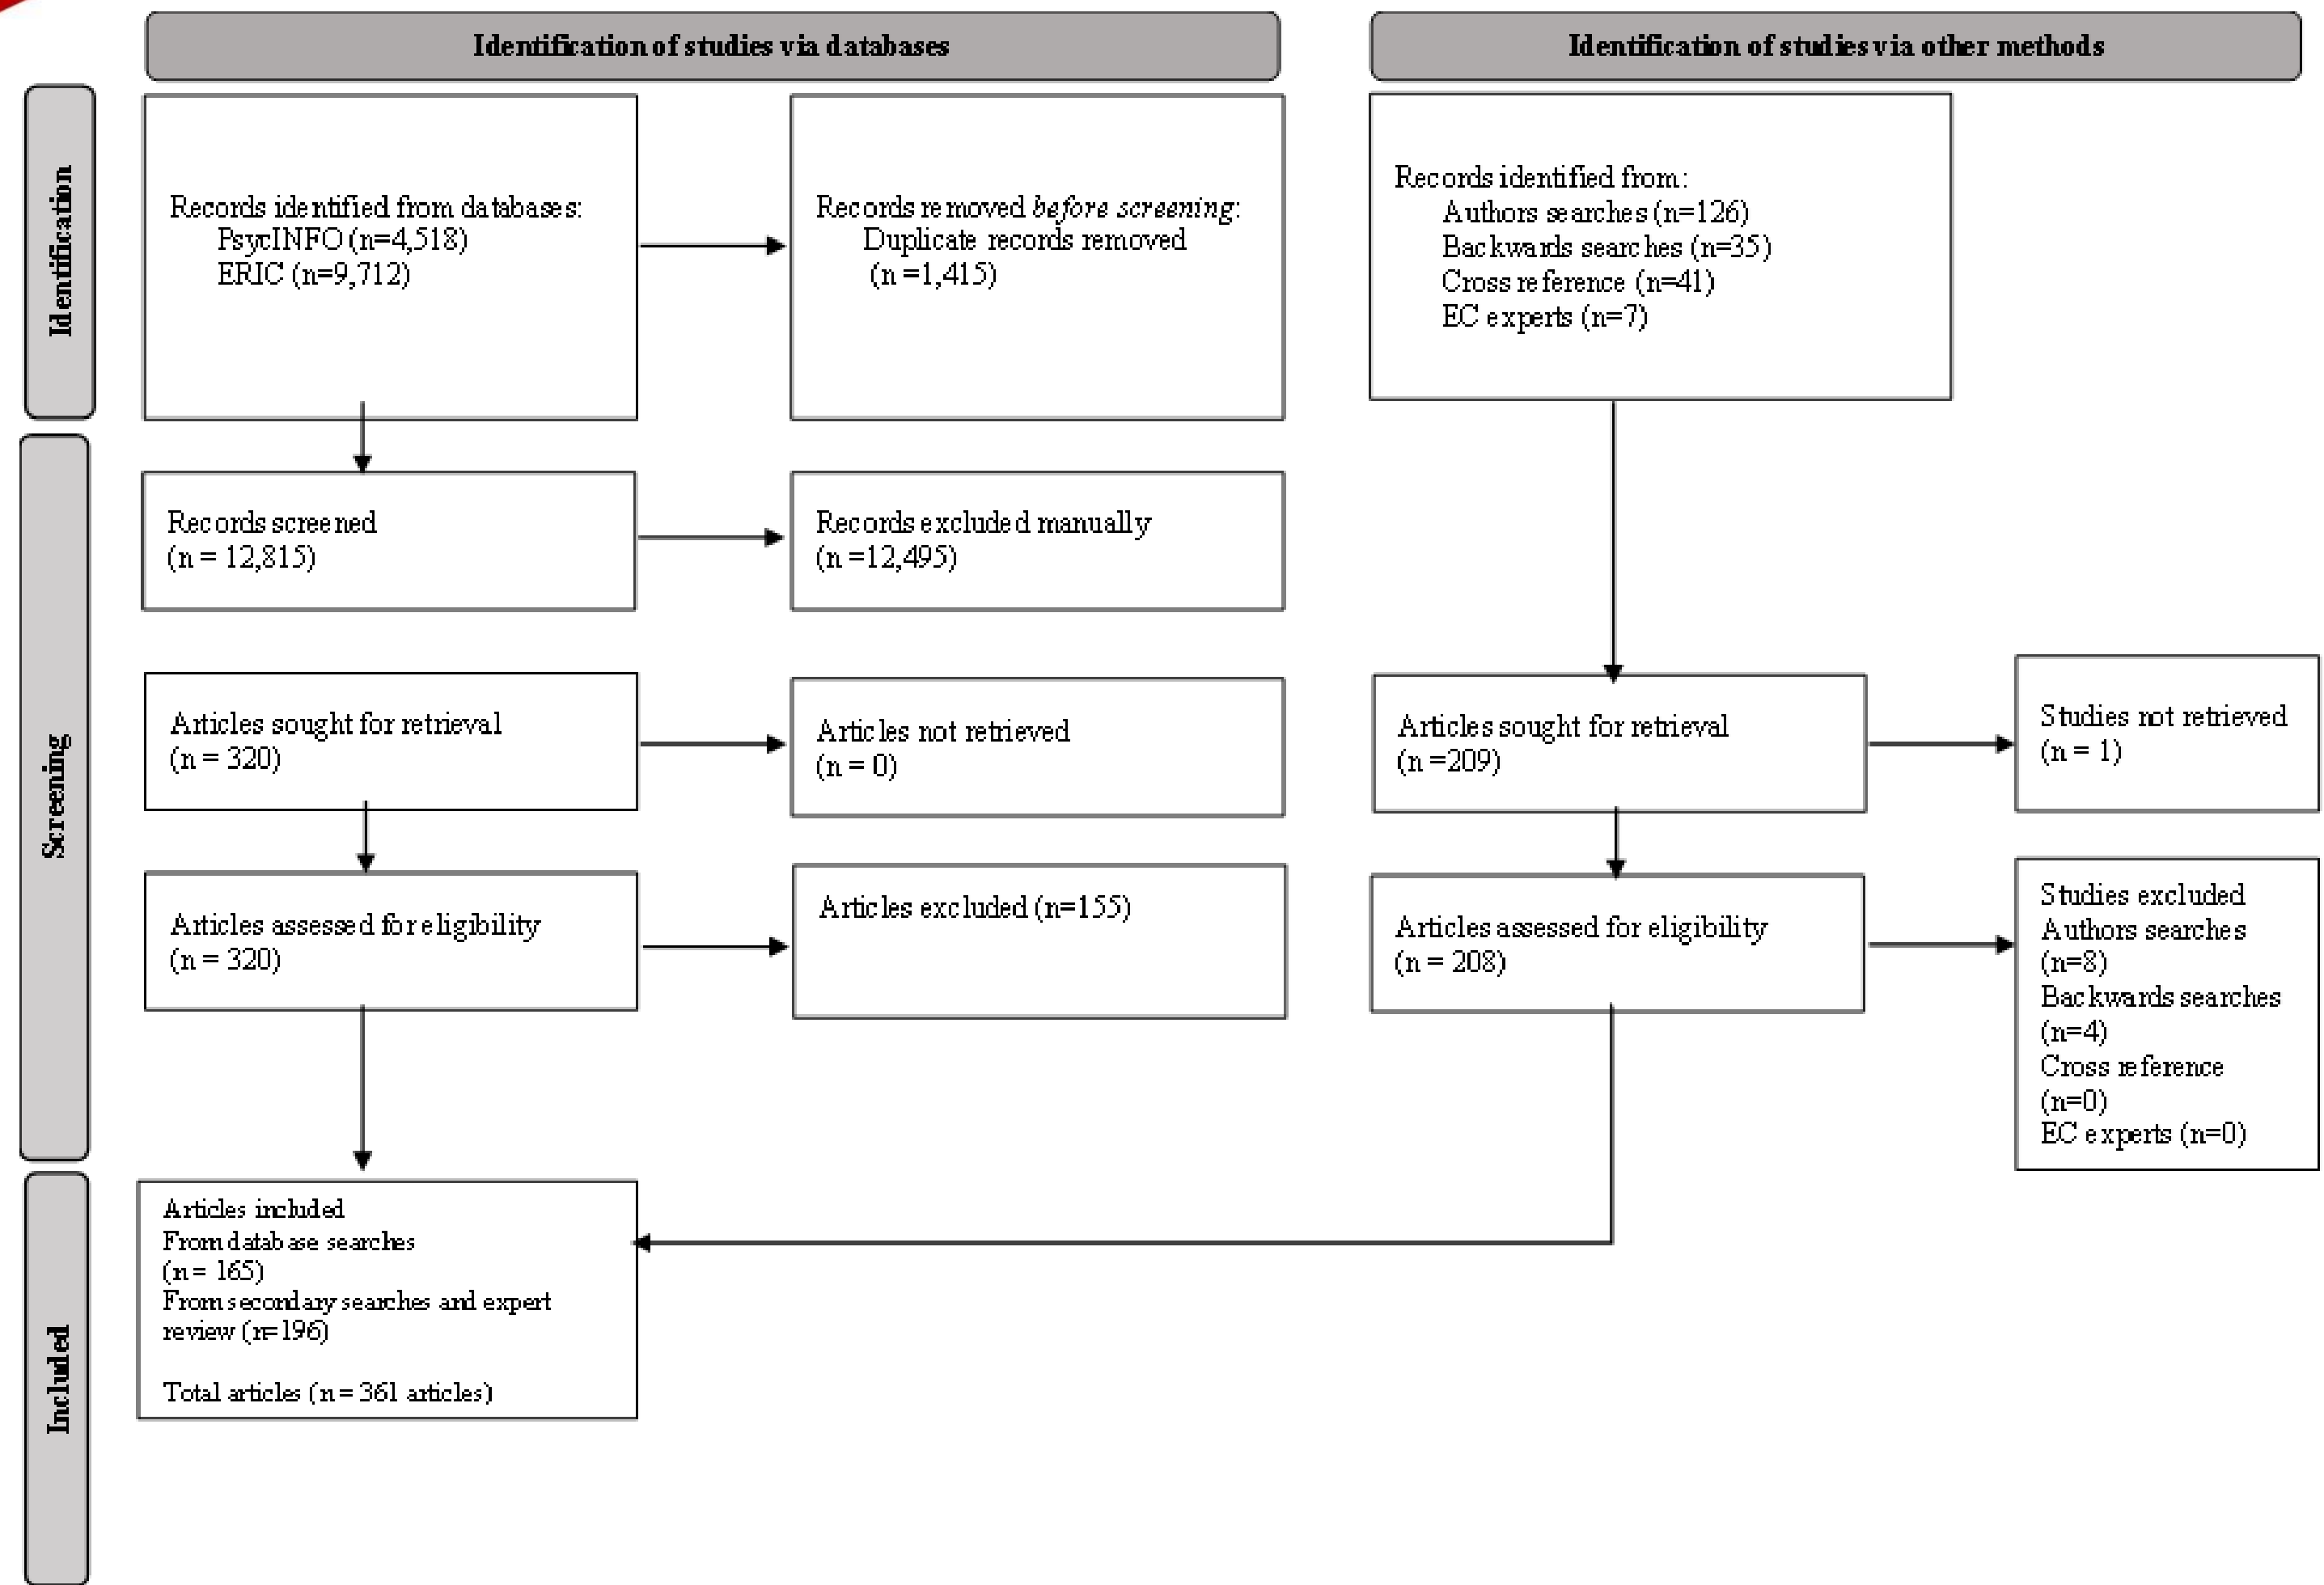 Identification of studies via databases
Identification of studies via other methods
Identification
Records identified from databases:
PsycINFO (n=4,518)
ERIC (n=9,712)
Records removed before screening:
Duplicate records removed
(n =1,415)
Records identified from:
Authors searches (n=126)
Backwards searches (n=35)
Cross reference (n=41)
EC experts (n=7)
Screening
Records screened
(n = 12,815)
Records excluded manually
(n =12,495)
Articles sought for retrieval
(n = 320)
Articles not retrieved
(n = 0)
Articles sought for retrieval
(n =209)
Studies not retrieved
(n = 1)
Articles assessed for eligibility
(n = 320)
Articles excluded (n=155)
Articles assessed for eligibility
(n = 208)
Studies excluded
Authors searches
(n=8)
Backwards searches
(n=4)
Cross reference
(n=0)
EC experts (n=0)
Included
Articles included
From database searches
(n = 165)
From secondary searches and expert
review (n=196)
Total articles (n = 361 articles)